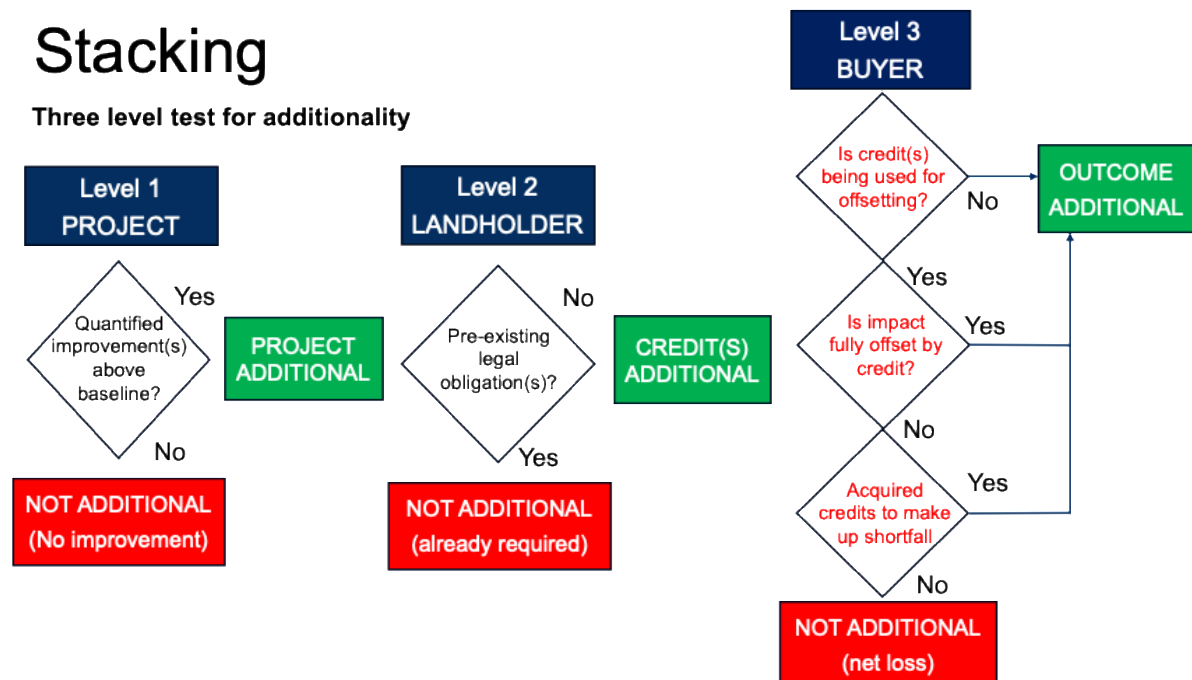 Stacking
Three level test for additionality
Level 1
PROJECT
Quantified
improvement(s)
above
baseline?
Yes
PROJECT
ADDITIONAL
No
NOT ADDITIONAL
(No improvement)
Level 2
LANDHOLDER
Pre-existing
legal
obligation(s)?
No
CREDIT(S)
ADDITIONAL
Yes
NOT ADDITIONAL
(already required)
Level 3
BUYER
Is credit(s)
being used for
offsetting?
No
OUTCOME
ADDITIONAL
Yes
Is impact
fully offset by
credit?
Yes
No
Acquired
credits to make
up shortfall
Yes
No
NOT ADDITIONAL
(net loss)